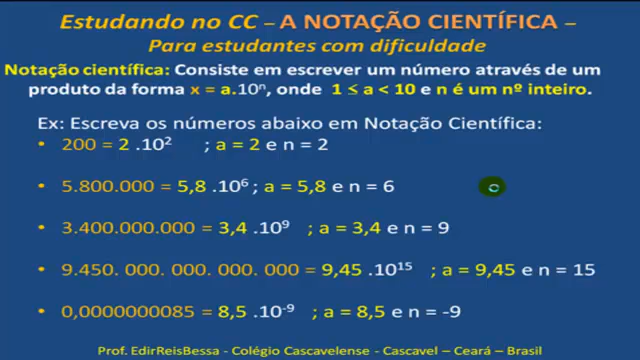 Estudando no CC – A NOTAÇÃO CIENTÍFICA –
Para estudantes com dificuldade
Notação científica: Consiste em escrever um número através de um
produto da forma x = a.10ⁿ, onde 1 ≤ a < 10 e n é um nº inteiro.
Ex: Escreva os números abaixo em Notação Científica:
• 200 = 2 .10² ; a = 2 e n = 2
• 5.800.000 = 5,8 .10⁶ ; a = 5,8 e n = 6
• 3.400.000.000 = 3,4 .10⁹ ; a = 3,4 e n = 9
• 9.450. 000. 000. 000. 000 = 9,45 .10¹⁵ ; a = 9,45 e n = 15
• 0,0000000085 = 8,5 .10⁻⁹ ; a = 8,5 e n = -9
Prof. EdirReisBessa - Colégio Cascavelense - Cascavel – Ceará – Brasil